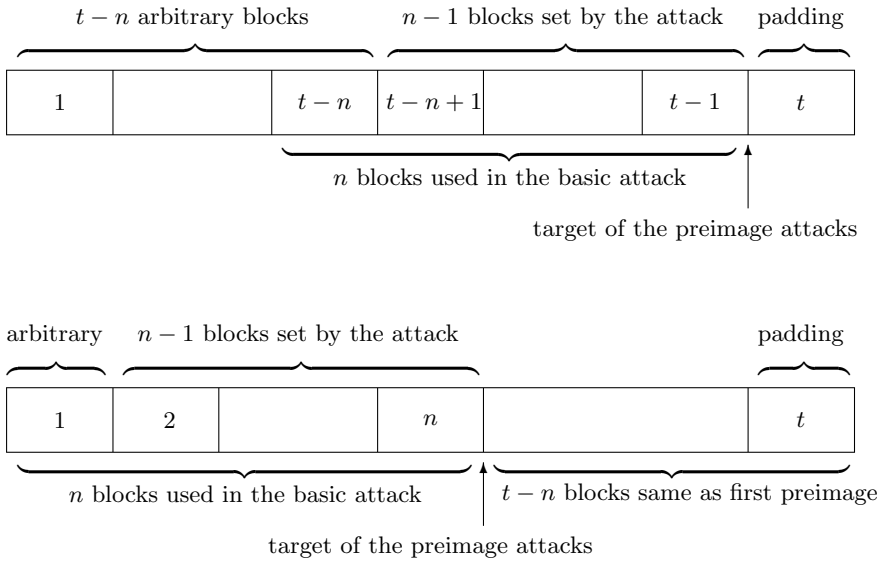 t − n arbitrary blocks n − 1 blocks set by the attack padding
1 t − n t − n + 1 t − 1 t
n blocks used in the basic attack
target of the preimage attacks
arbitrary n − 1 blocks set by the attack padding
1 2 n t
n blocks used in the basic attack t − n blocks same as first preimage
target of the preimage attacks